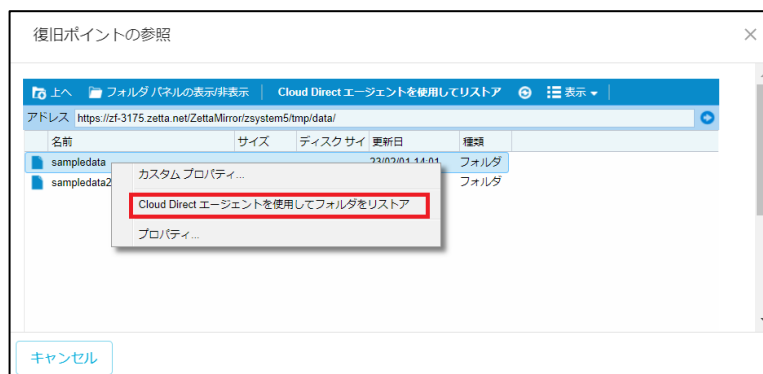 復旧ポイントの参照
上へ フォルダ パネルの表示/非表示 Cloud Direct エージェントを使用してリストア 表示
アドレス https://zf-3175.zetta.net/ZettaMirror/zsystem5/tmp/data/
名前 サイズ ディスク サイ 更新日 種類
sampledata 23/02/01 14:01 フォルダ
sampledata2 フォルダ
カスタム プロパティ...
Cloud Direct エージェントを使用してフォルダをリストア
プロパティ...
キャンセル